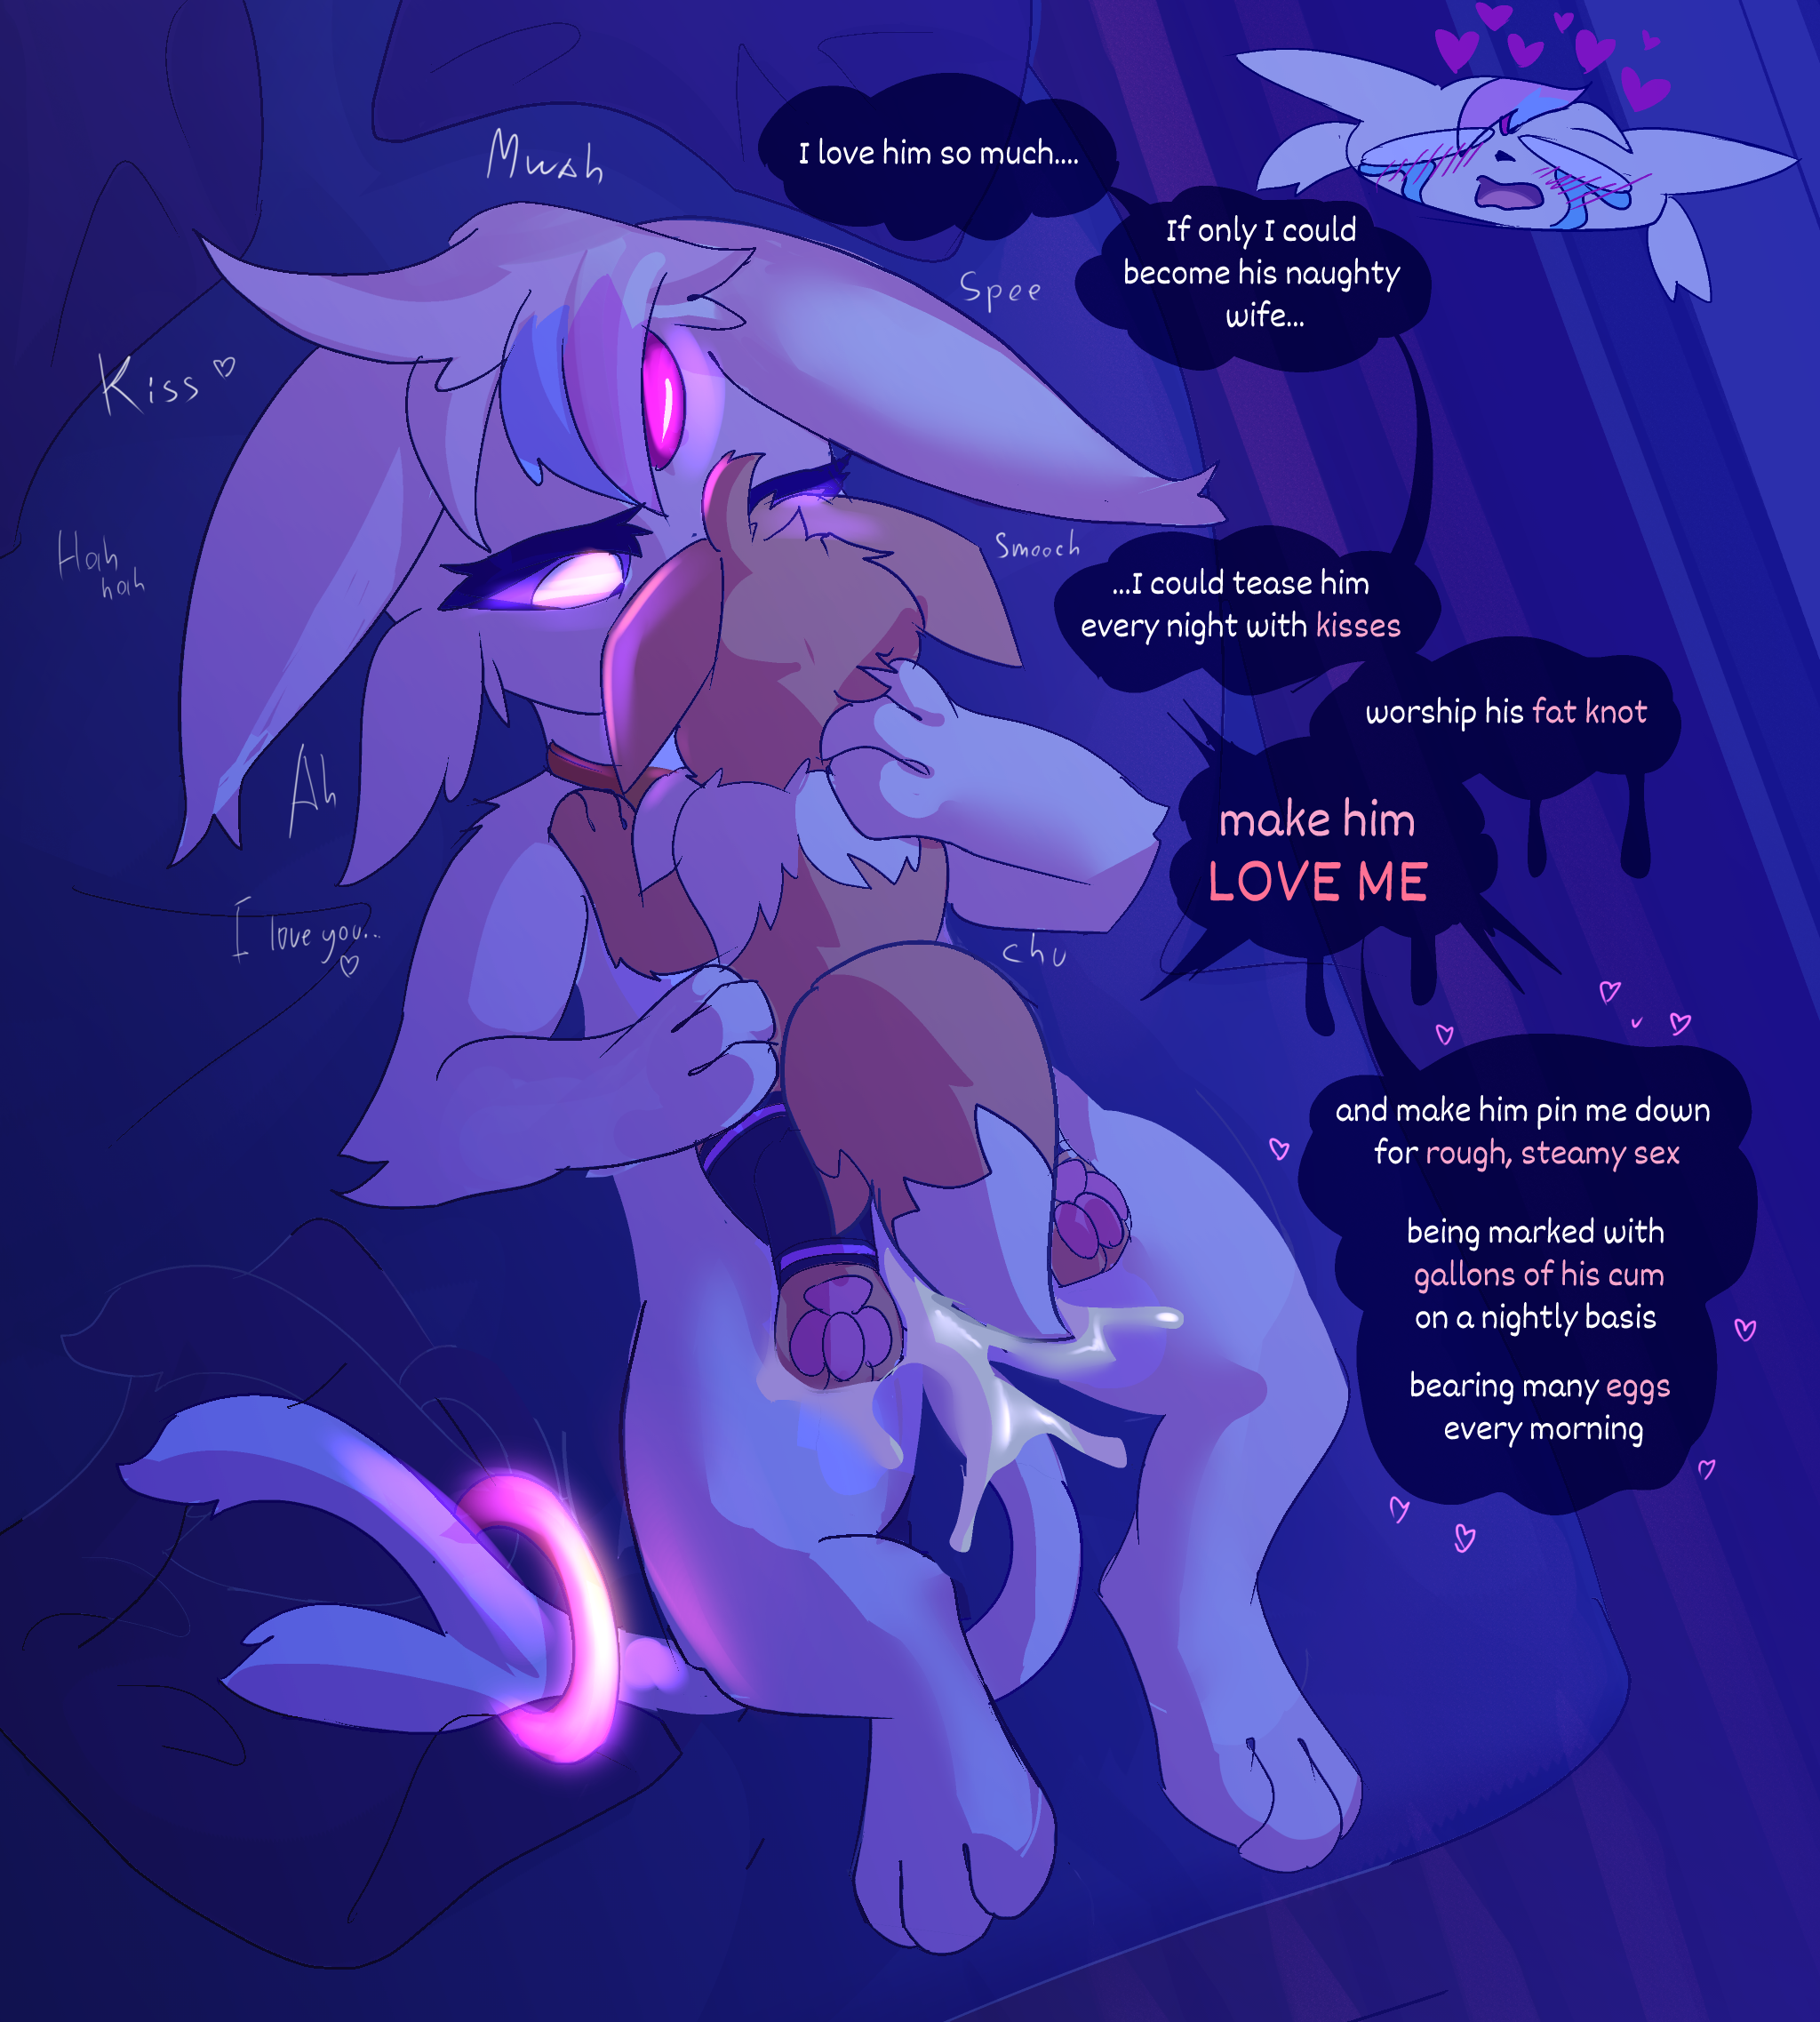 Mwah
I love him so much....
If only I could
become his naughty
wife...
Spee
Kiss ♡
Hah
hah
Smooch
...I could tease him
every night with kisses
worship his fat knot
Ah
make him
LOVE ME
I love you...
♡
chu
and make him pin me down
for rough, steamy sex
being marked with
gallons of his cum
on a nightly basis
bearing many eggs
every morning